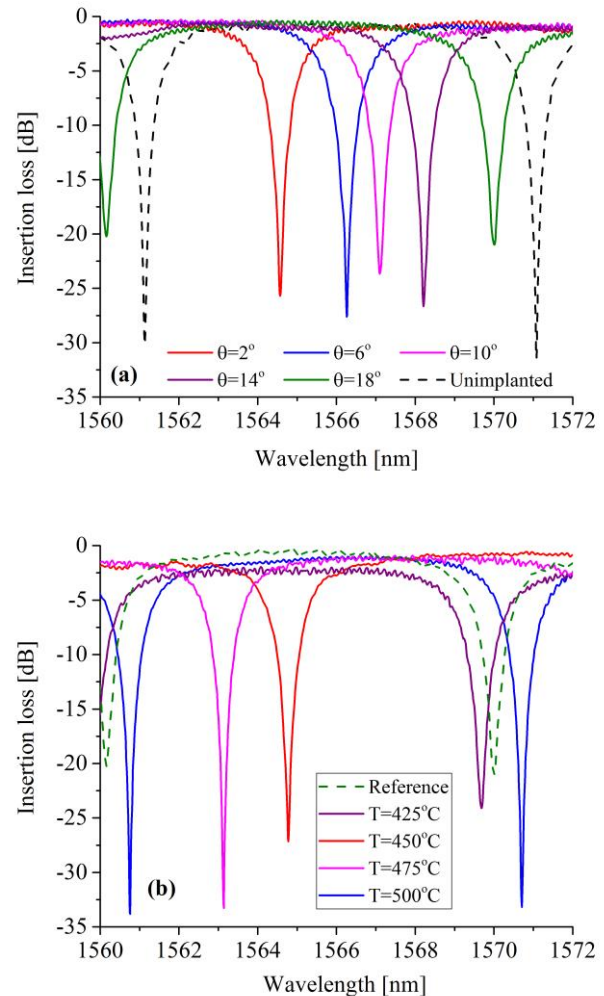 0
-5
-10
-15
-20
-25
-30
-35
Insertion loss [dB]
θ=2° θ=6° θ=10°
(a) θ=14° θ=18° Unimplanted
1560 1562 1564 1566 1568 1570 1572
Wavelength [nm]
0
-5
-10
-15
-20
-25
-30
-35
Insertion loss [dB]
Reference
T=425°C
T=450°C
T=475°C
T=500°C
(b)
1560 1562 1564 1566 1568 1570 1572
Wavelength [nm]